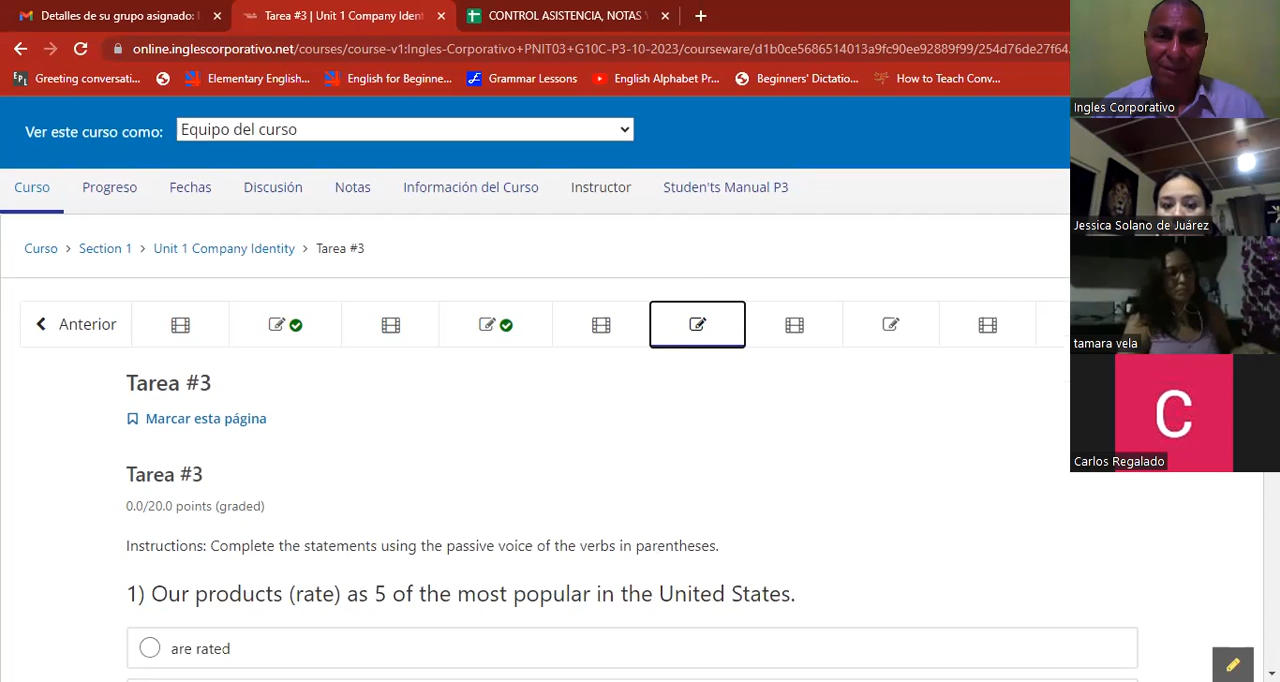 Detalles de su grupo asignado:
Tarea #3 | Unit 1 Company Ident
CONTROL ASISTENCIA, NOTAS
online.inglescorporativo.net/courses/course-v1:Ingles-Corporativo+PNIT03+G10C-P3-10-2023/courseware/d1b0ce5686514013a9fc90ee92889f99/254d76de27f64
Greeting conversati...
Elementary English...
English for Beginne...
Grammar Lessons
English Alphabet Pr...
Beginners' Dictatio...
How to Teach Conv...
Ver este curso como:
Equipo del curso
Curso
Progreso
Fechas
Discusión
Notas
Información del Curso
Instructor
Studen'ts Manual P3
Curso > Section 1 > Unit 1 Company Identity > Tarea #3
Anterior
Tarea #3
Marcar esta página
Tarea #3
0.0/20.0 points (graded)
Instructions: Complete the statements using the passive voice of the verbs in parentheses.
1) Our products (rate) as 5 of the most popular in the United States.
are rated
Ingles Corporativo
Jessica Solano de Juárez
tamara vela
C
Carlos Regalado